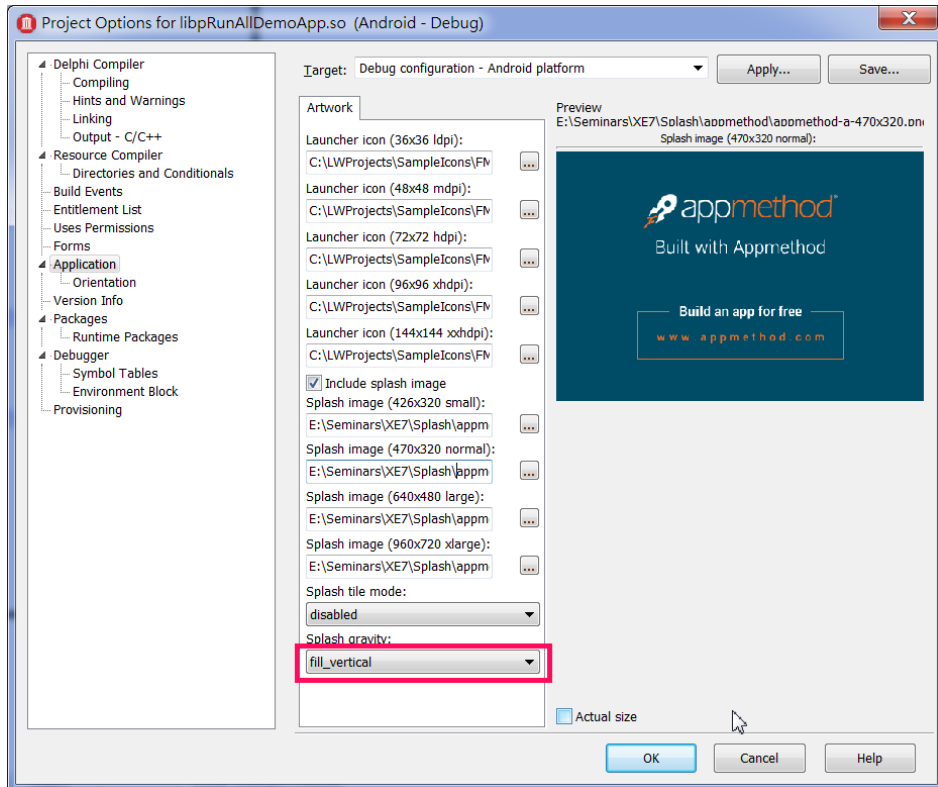 Project Options for libpRunAllDemoApp.so (Android - Debug)
Delphi Compiler
Compiling
Hints and Warnings
Linking
Output - C/C++
Resource Compiler
Directories and Conditionals
Build Events
Entitlement List
Uses Permissions
Forms
Application
Orientation
Version Info
Packages
Runtime Packages
Debugger
Symbol Tables
Environment Block
Provisioning
Target: Debug configuration - Android platform
Apply...
Save...
Artwork
Launcher icon (36x36 ldpi):
C:\LWProjects\SampleIcons\FM
...
Launcher icon (48x48 mdpi):
C:\LWProjects\SampleIcons\FM
...
Launcher icon (72x72 hdpi):
C:\LWProjects\SampleIcons\FM
...
Launcher icon (96x96 xhdpi):
C:\LWProjects\SampleIcons\FM
...
Launcher icon (144x144 xxhdpi):
C:\LWProjects\SampleIcons\FM
...
Include splash image
Splash image (426x320 small):
E:\Seminars\XE7\Splash\appm
...
Splash image (470x320 normal):
E:\Seminars\XE7\Splash\appm
...
Splash image (640x480 large):
E:\Seminars\XE7\Splash\appm
...
Splash image (960x720 xlarge):
E:\Seminars\XE7\Splash\appm
...
Splash tile mode:
disabled
Splash gravity:
fill_vertical
Preview
E:\Seminars\XE7\Splash\appmethod\appmethod-a-470x320.png
Splash image (470x320 normal):
appmethod
Built with Appmethod
Build an app for free
www.appmethod.com
Actual size
OK
Cancel
Help